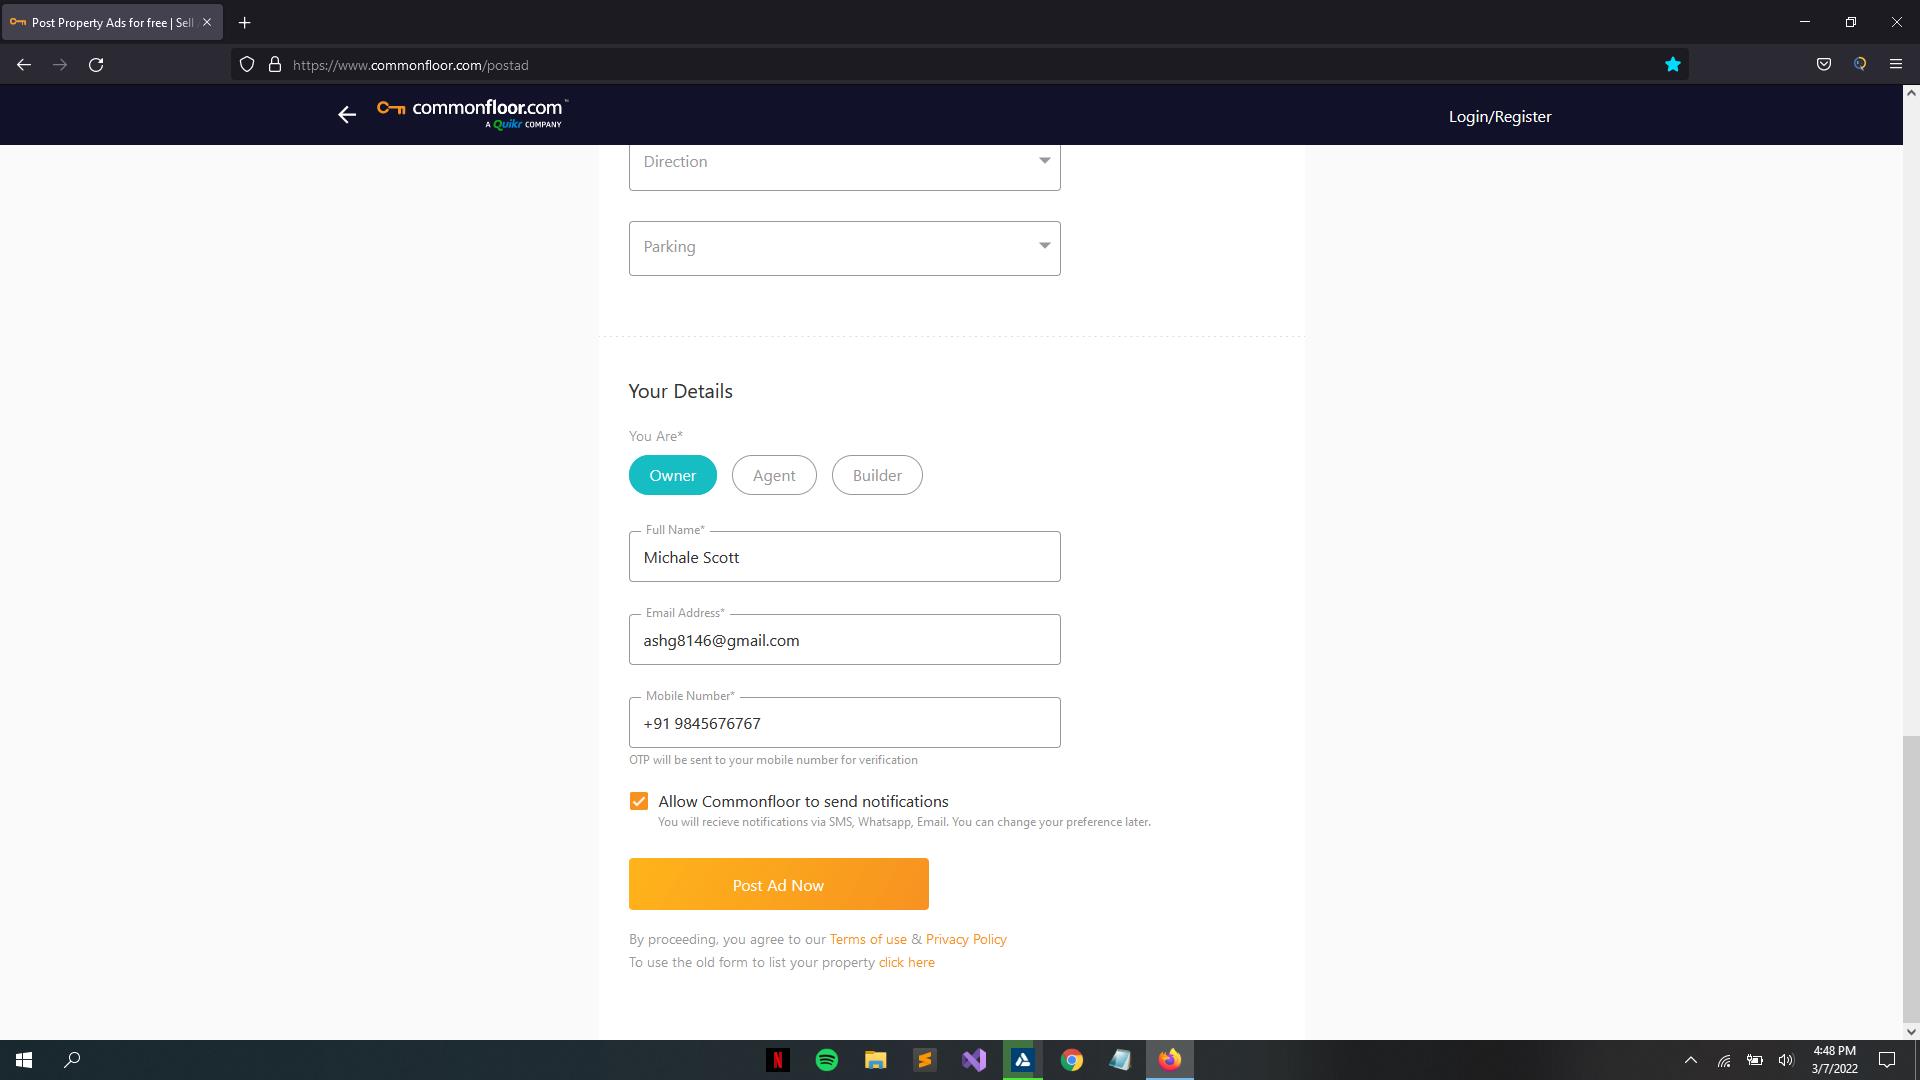 Post Property Ads for free | Sell
https://www.commonfloor.com/postad
commonfloor.com
A Quikr COMPANY
Login/Register
Direction
Parking
Your Details
You Are*
Owner
Agent
Builder
Full Name*
Michale Scott
Email Address*
ashg8146@gmail.com
Mobile Number*
+91 9845676767
OTP will be sent to your mobile number for verification
Allow Commonfloor to send notifications
You will recieve notifications via SMS, Whatsapp, Email. You can change your preference later.
Post Ad Now
By proceeding, you agree to our Terms of use & Privacy Policy
To use the old form to list your property click here
4:48 PM
3/7/2022